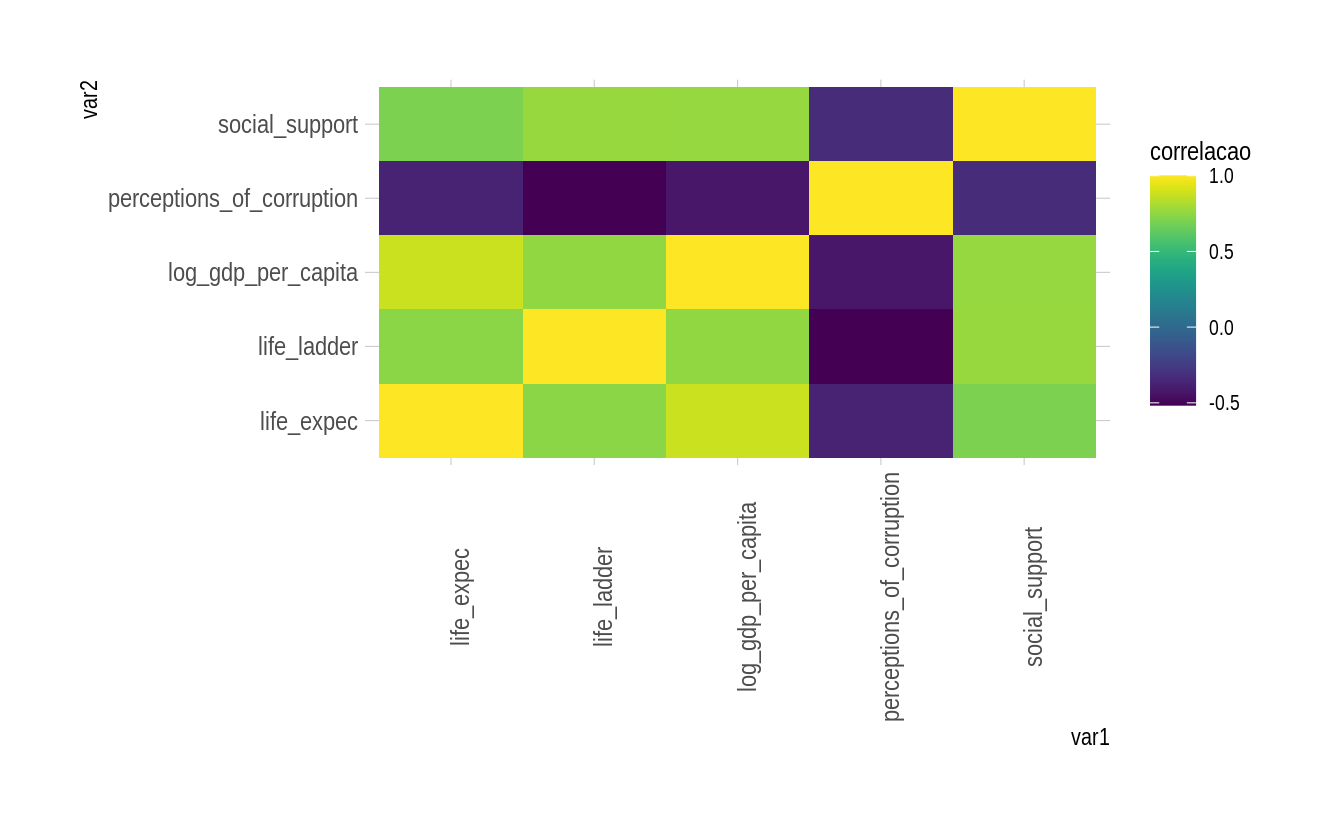 var2
social_support
perceptions_of_corruption
log_gdp_per_capita
life_ladder
life_expec
life_expec
life_ladder
log_gdp_per_capita
perceptions_of_corruption
social_support
var1
correlacao
1.0
0.5
0.0
-0.5